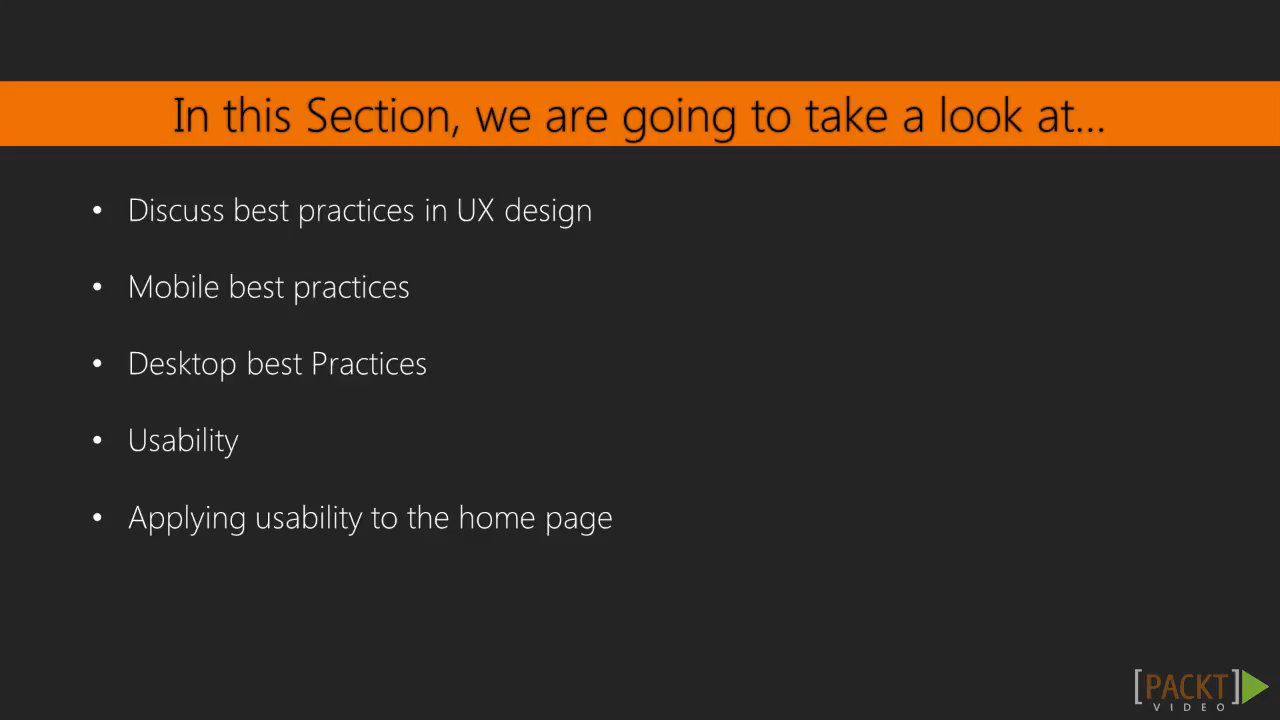 In this Section, we are going to take a look at...
• Discuss best practices in UX design
• Mobile best practices
• Desktop best Practices
• Usability
• Applying usability to the home page
[PACKT]
VIDEO